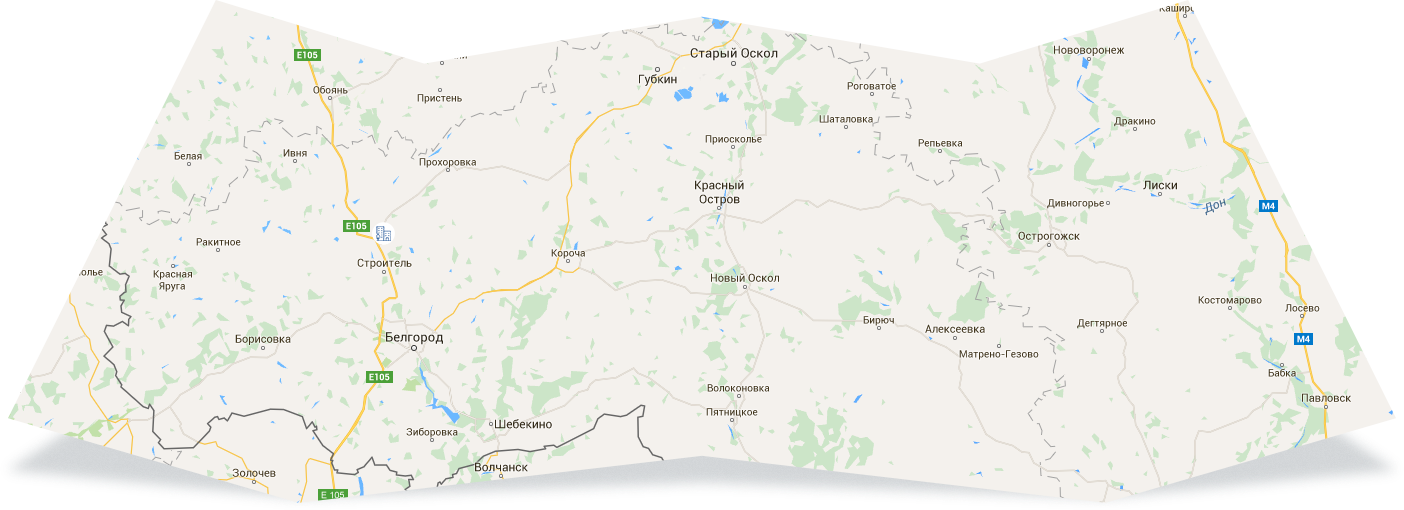 Нововоронеж
Старый Оскол
E105
Губкин
Обоянь
Роговатое
Пристень
Шаталовка
Дракино
Приосколье
Репьевка
Ивня
Белая
Прохоровка
Красный
Остров
Лиски
Дивногорье
Дон
M4
E105
Острогожск
Ракитное
Короча
Строитель
Красная
Яруга
Новый Оскол
Костомарово
Лосево
Бирюч
Дегтярное
Алексеевка
Белгород
Борисовка
M4
Матрено-Гезово
Бабка
E105
Волоконовка
Павловск
Пятницкое
Шебекино
Зиборовка
Волчанск
Золочев
E 105